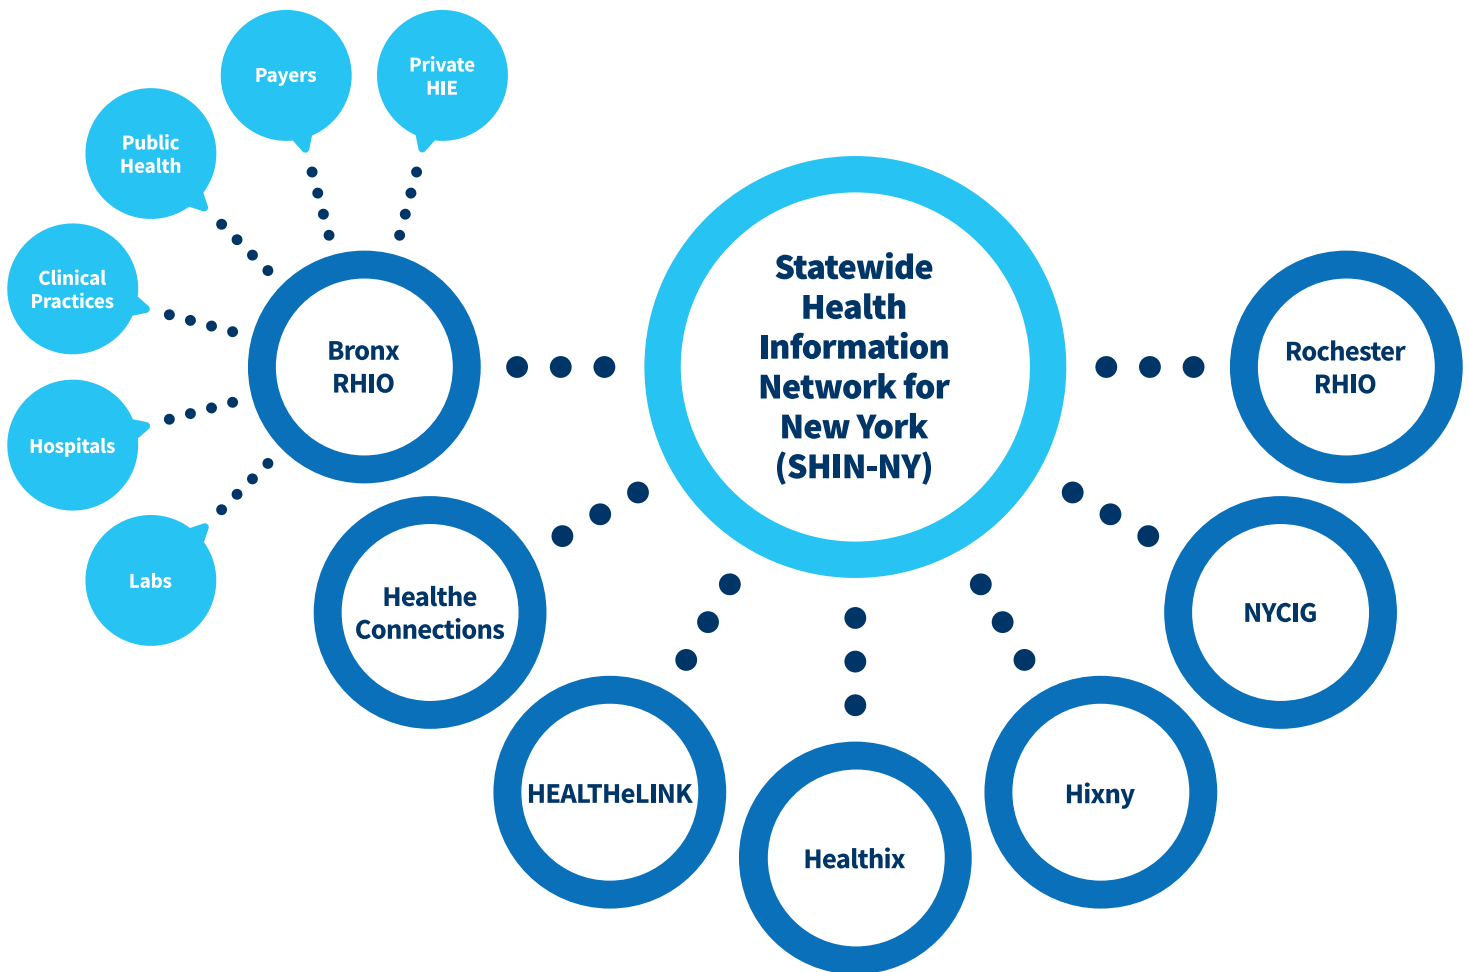 Payers
Private
HIE
Public
Health
Clinical
Practices
Hospitals
Labs
Bronx
RHIO
Statewide
Health
Information
Network for
New York
(SHIN-NY)
Rochester
RHIO
Healthe
Connections
NYCIG
HEALTHeLINK
Hixny
Healthix